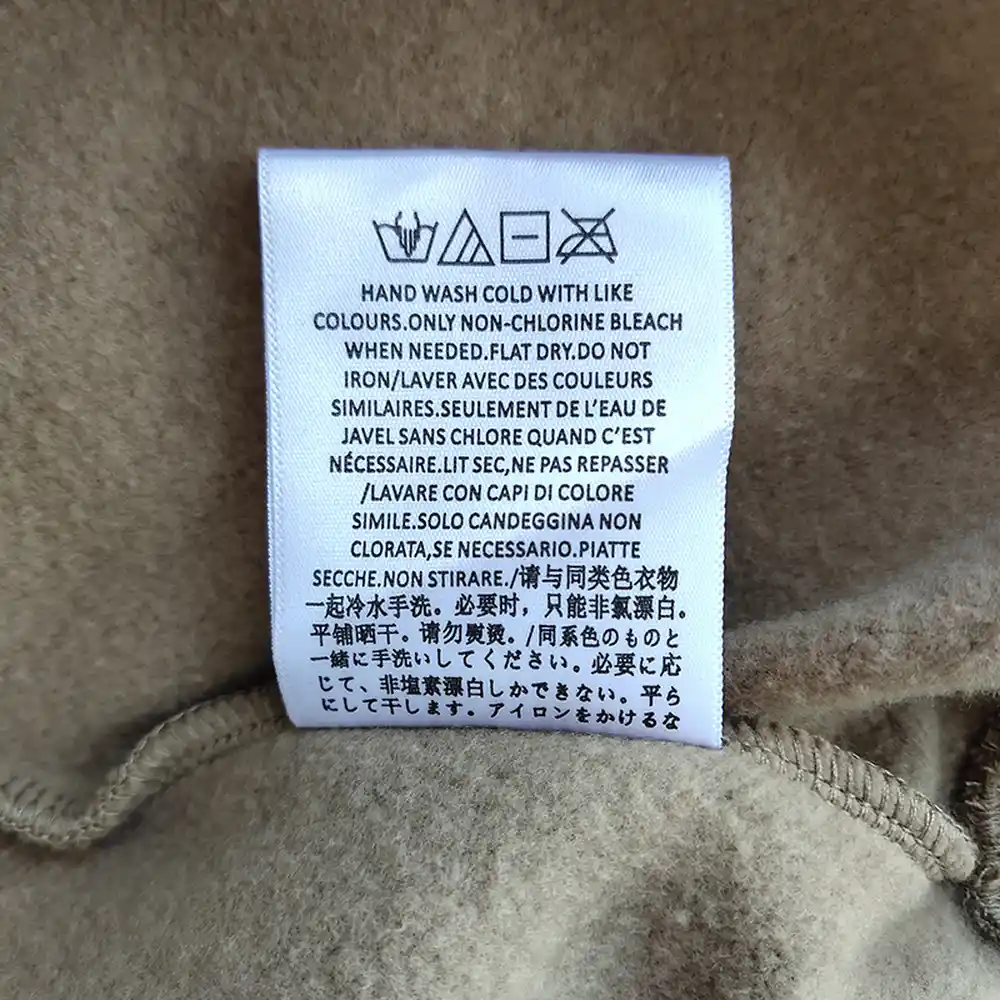 HAND WASH COLD WITH LIKE
COLOURS.ONLY NON-CHLORINE BLEACH
WHEN NEEDED.FLAT DRY.DO NOT
IRON/LAVER AVEC DES COULEURS
SIMILAIRES.SEULEMENT DE L'EAU DE
JAVEL SANS CHLORE QUAND C'EST
NÉCESSAIRE.LIT SEC,NE PAS REPASSER
/LAVARE CON CAPI DI COLORE
SIMILE.SOLO CANDEGGINA NON
CLORATA,SE NECESSARIO.PIATTE
SECCHE.NON STIRARE./请与同类色衣物
一起冷水手洗。必要时，只能非氯漂白。
平铺晒干。请勿熨烫。/同系色のものと
一緒に手洗いしてください。必要に応
じて、非塩素漂白しかできない。平ら
にして干します。アイロンをかけるな